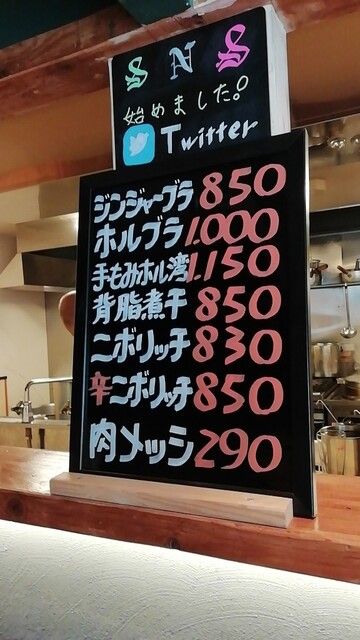 SNS
始めました。
Twitter
ジンジャーブラ 850
ホルブラ 1.000
手もみホル湾 1.150
背脂煮干 850
ニボリッチ 830
辛ニボリッチ 850
肉メッシ 290